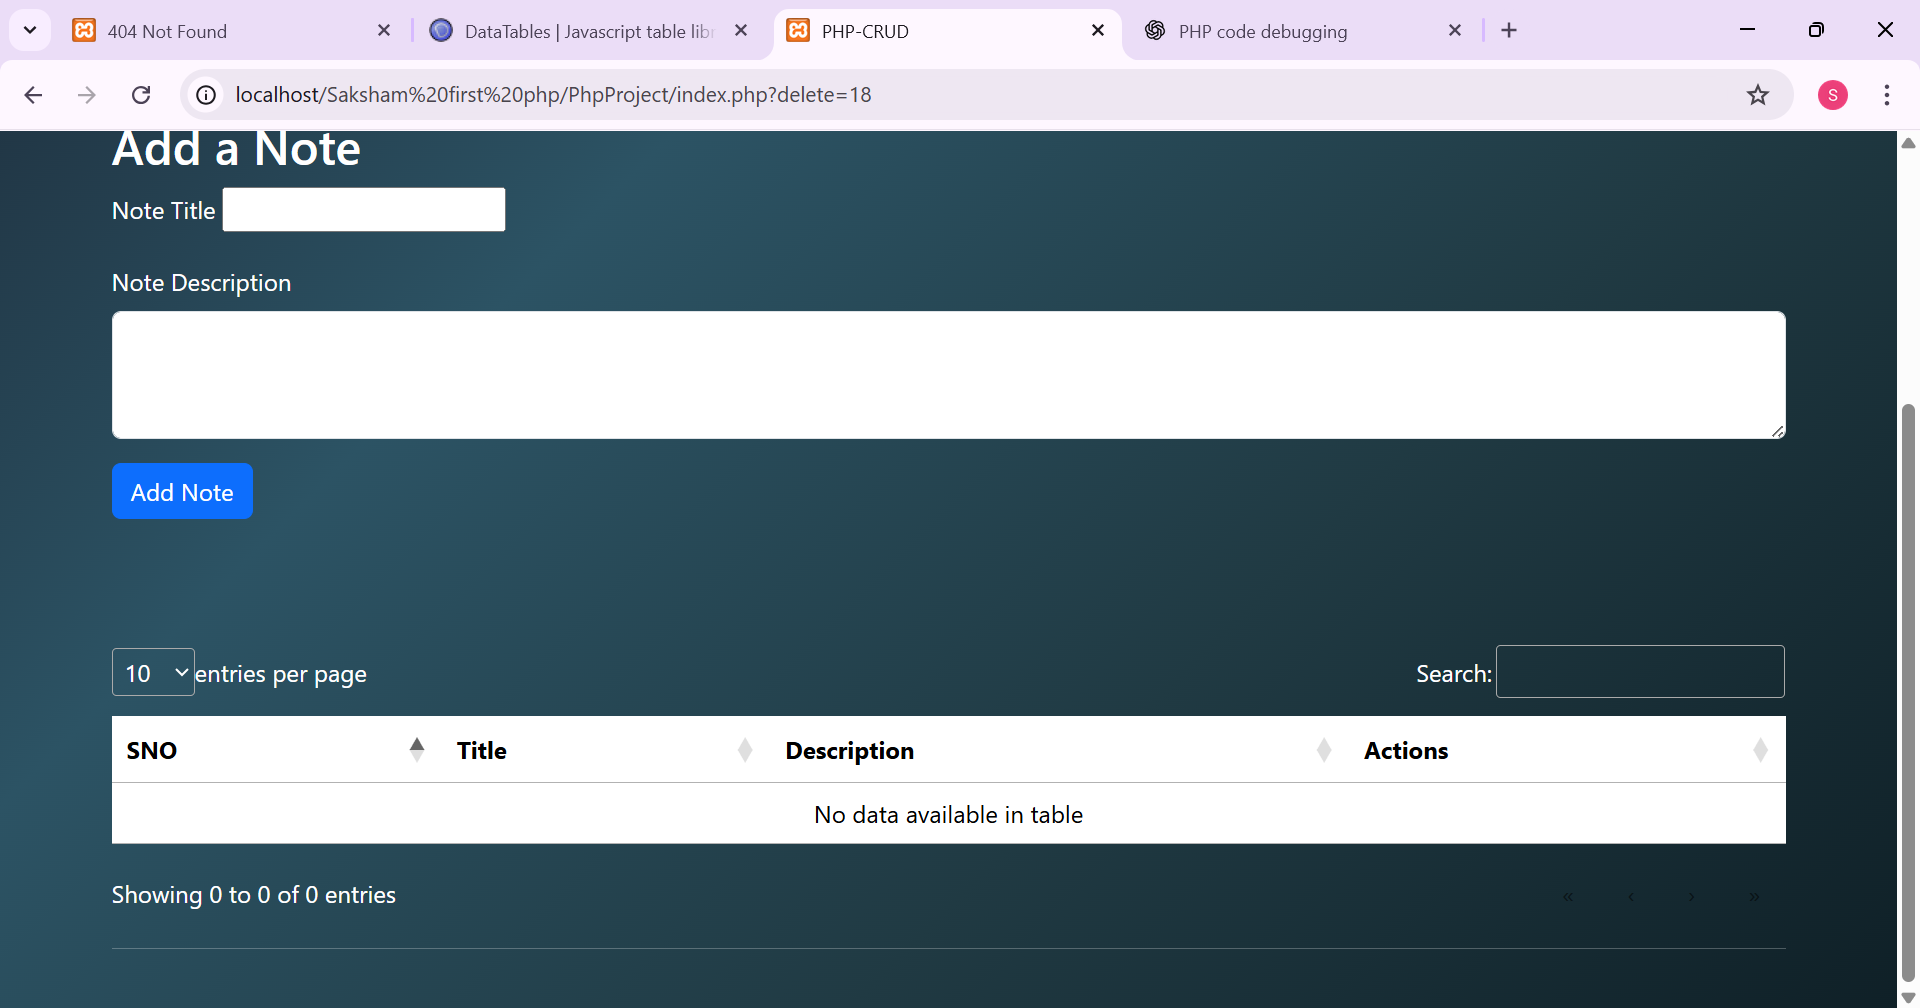 404 Not Found
DataTables | Javascript table libr
PHP-CRUD
PHP code debugging
localhost/Saksham%20first%20php/PhpProject/index.php?delete=18
S
Add a Note
Note Title
Note Description
Add Note
10 entries per page
Search:
SNO Title Description Actions
No data available in table
Showing 0 to 0 of 0 entries
« ‹ › »